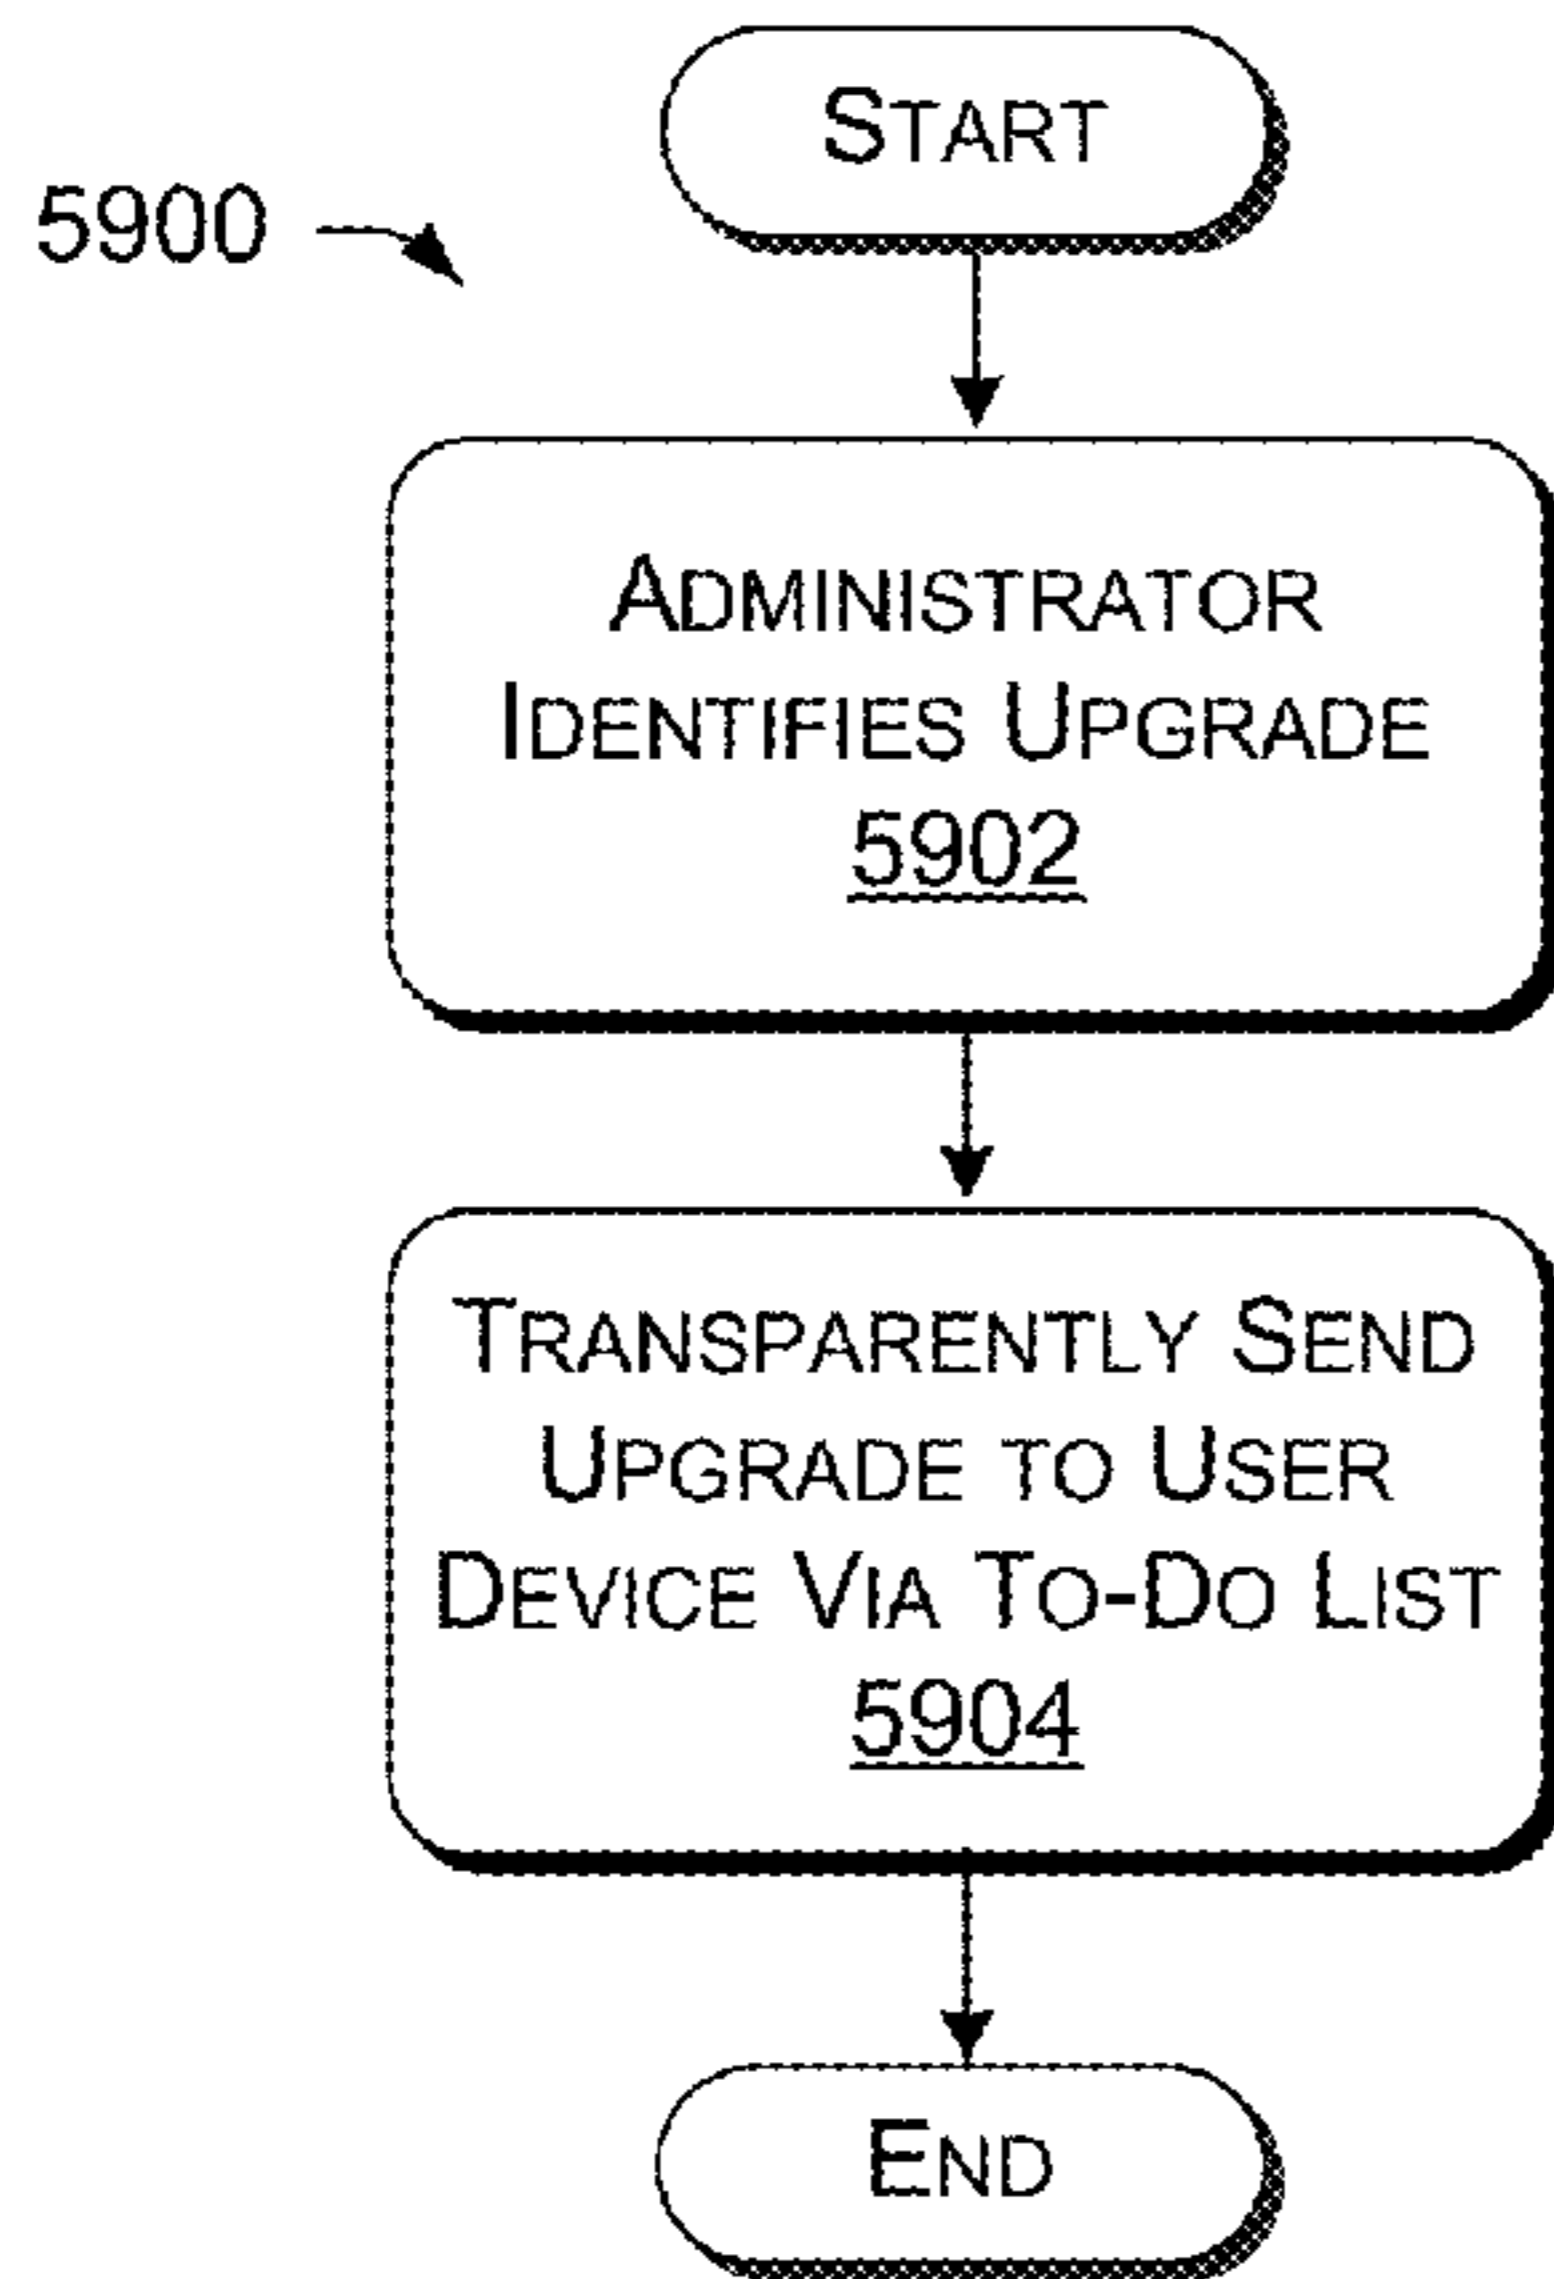 START
5900
ADMINISTRATOR
IDENTIFIES UPGRADE
5902
TRANSPARENTLY SEND
UPGRADE TO USER
DEVICE VIA TO-DO LIST
5904
END